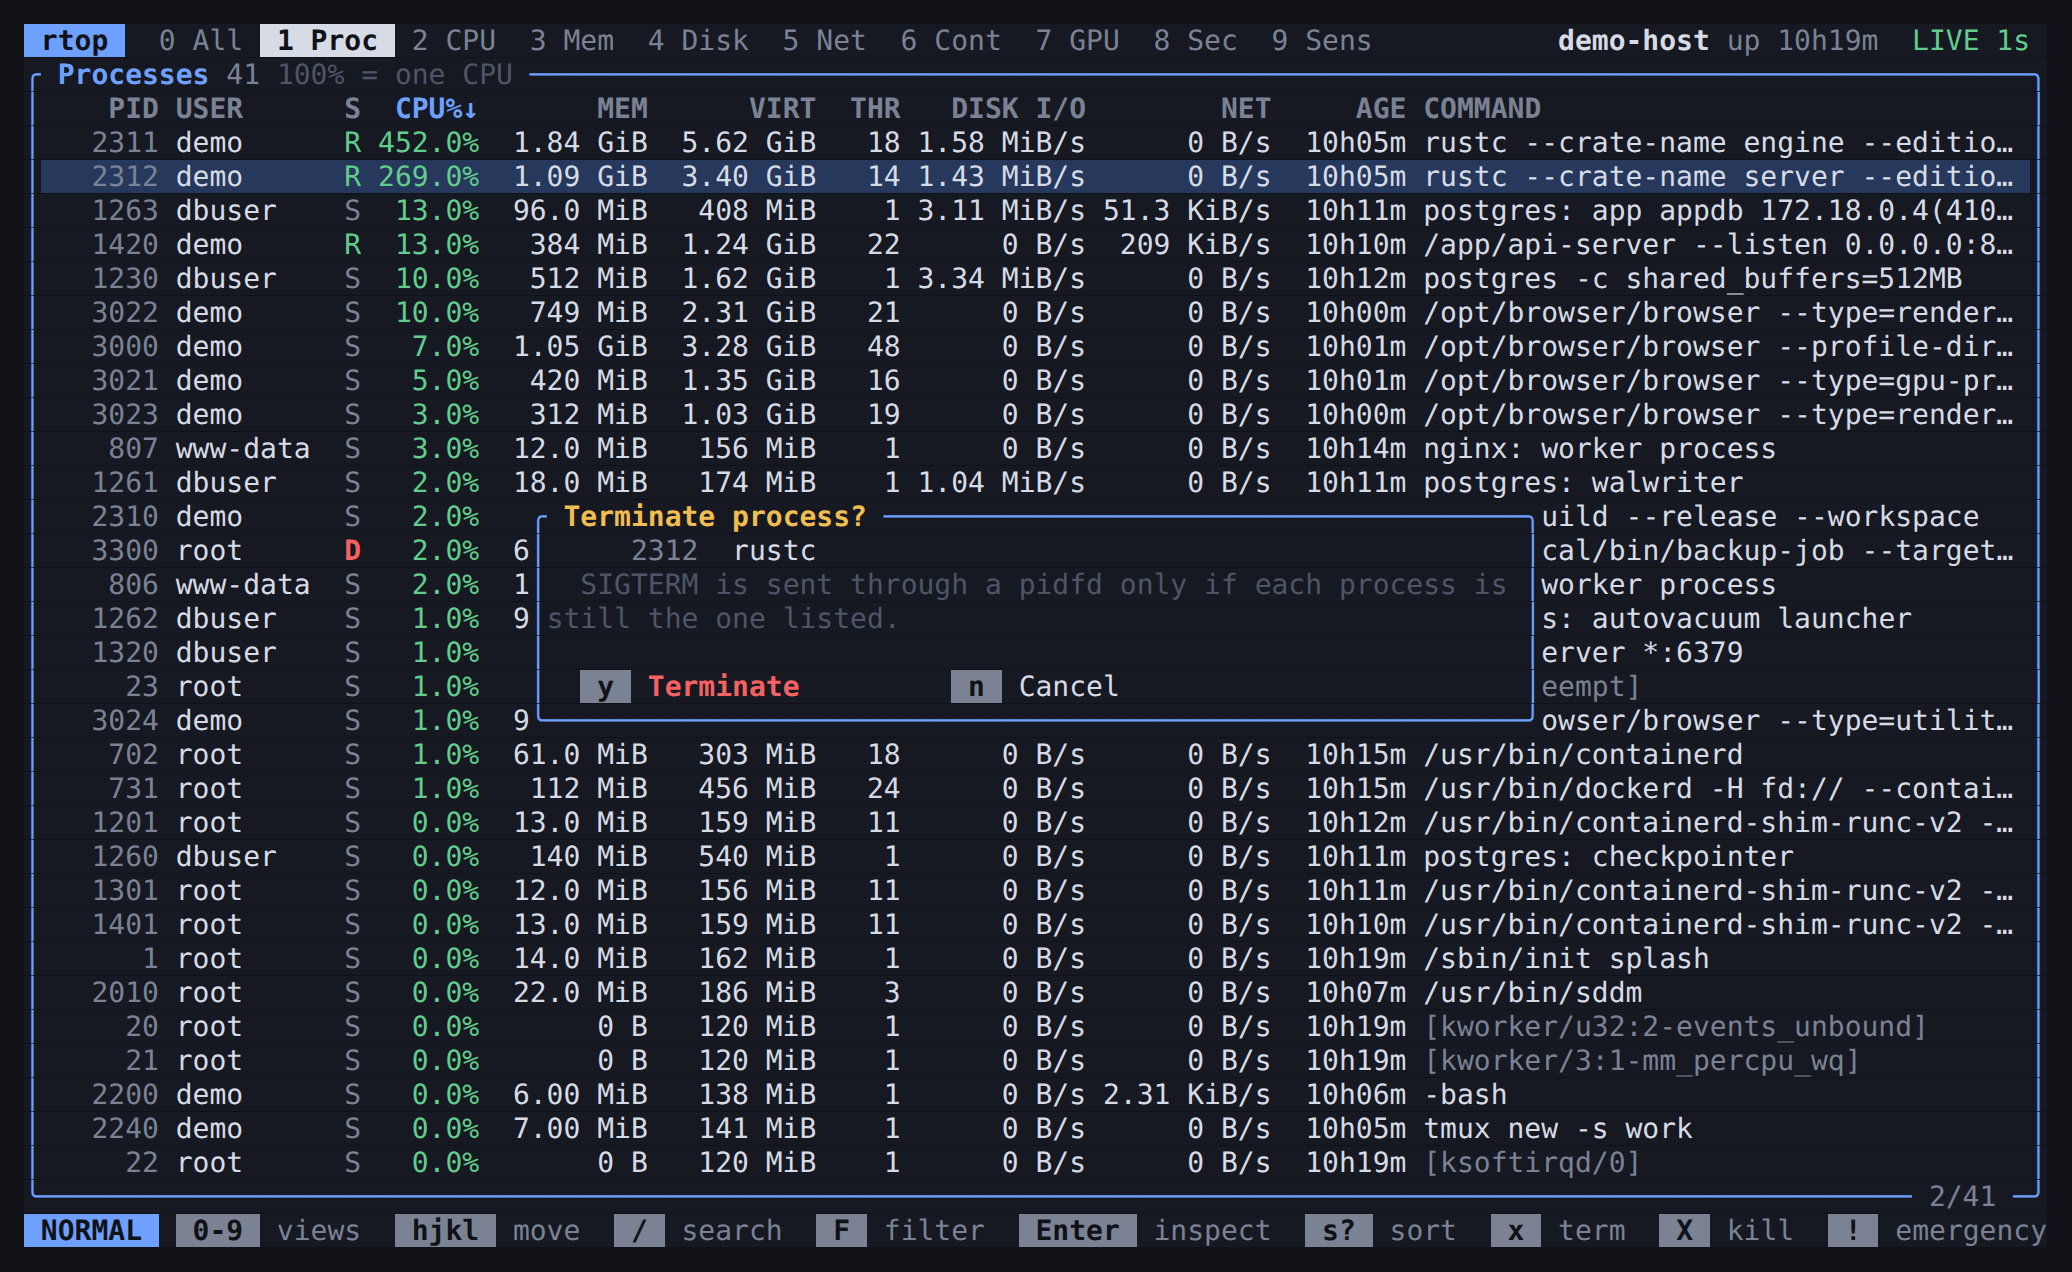 rtop 0 All 1 Proc 2 CPU 3 Mem 4 Disk 5 Net 6 Cont 7 GPU 8 Sec 9 Sens demo-host up 10h19m LIVE 1s
Processes 41 100% = one CPU
PID USER S CPU%↓ MEM VIRT THR DISK I/O NET AGE COMMAND
2311 demo R 452.0% 1.84 GiB 5.62 GiB 18 1.58 MiB/s 0 B/s 10h05m rustc --crate-name engine --editio…
2312 demo R 269.0% 1.09 GiB 3.40 GiB 14 1.43 MiB/s 0 B/s 10h05m rustc --crate-name server --editio…
1263 dbuser S 13.0% 96.0 MiB 408 MiB 1 3.11 MiB/s 51.3 KiB/s 10h11m postgres: app appdb 172.18.0.4(410…
1420 demo R 13.0% 384 MiB 1.24 GiB 22 0 B/s 209 KiB/s 10h10m /app/api-server --listen 0.0.0.0:8…
1230 dbuser S 10.0% 512 MiB 1.62 GiB 1 3.34 MiB/s 0 B/s 10h12m postgres -c shared_buffers=512MB
3022 demo S 10.0% 749 MiB 2.31 GiB 21 0 B/s 0 B/s 10h00m /opt/browser/browser --type=render…
3000 demo S 7.0% 1.05 GiB 3.28 GiB 48 0 B/s 0 B/s 10h01m /opt/browser/browser --profile-dir…
3021 demo S 5.0% 420 MiB 1.35 GiB 16 0 B/s 0 B/s 10h01m /opt/browser/browser --type=gpu-pr…
3023 demo S 3.0% 312 MiB 1.03 GiB 19 0 B/s 0 B/s 10h00m /opt/browser/browser --type=render…
807 www-data S 3.0% 12.0 MiB 156 MiB 1 0 B/s 0 B/s 10h14m nginx: worker process
1261 dbuser S 2.0% 18.0 MiB 174 MiB 1 1.04 MiB/s 0 B/s 10h11m postgres: walwriter
2310 demo S 2.0% Terminate process? uild --release --workspace
3300 root D 2.0% 6 2312 rustc cal/bin/backup-job --target…
806 www-data S 2.0% 1 SIGTERM is sent through a pidfd only if each process is worker process
1262 dbuser S 1.0% 9 still the one listed. s: autovacuum launcher
1320 dbuser S 1.0% erver *:6379
23 root S 1.0% y Terminate n Cancel eempt]
3024 demo S 1.0% 9 owser/browser --type=utilit…
702 root S 1.0% 61.0 MiB 303 MiB 18 0 B/s 0 B/s 10h15m /usr/bin/containerd
731 root S 1.0% 112 MiB 456 MiB 24 0 B/s 0 B/s 10h15m /usr/bin/dockerd -H fd:// --contai…
1201 root S 0.0% 13.0 MiB 159 MiB 11 0 B/s 0 B/s 10h12m /usr/bin/containerd-shim-runc-v2 -…
1260 dbuser S 0.0% 140 MiB 540 MiB 1 0 B/s 0 B/s 10h11m postgres: checkpointer
1301 root S 0.0% 12.0 MiB 156 MiB 11 0 B/s 0 B/s 10h11m /usr/bin/containerd-shim-runc-v2 -…
1401 root S 0.0% 13.0 MiB 159 MiB 11 0 B/s 0 B/s 10h10m /usr/bin/containerd-shim-runc-v2 -…
1 root S 0.0% 14.0 MiB 162 MiB 1 0 B/s 0 B/s 10h19m /sbin/init splash
2010 root S 0.0% 22.0 MiB 186 MiB 3 0 B/s 0 B/s 10h07m /usr/bin/sddm
20 root S 0.0% 0 B 120 MiB 1 0 B/s 0 B/s 10h19m [kworker/u32:2-events_unbound]
21 root S 0.0% 0 B 120 MiB 1 0 B/s 0 B/s 10h19m [kworker/3:1-mm_percpu_wq]
2200 demo S 0.0% 6.00 MiB 138 MiB 1 0 B/s 2.31 KiB/s 10h06m -bash
2240 demo S 0.0% 7.00 MiB 141 MiB 1 0 B/s 0 B/s 10h05m tmux new -s work
22 root S 0.0% 0 B 120 MiB 1 0 B/s 0 B/s 10h19m [ksoftirqd/0]
2/41
NORMAL 0-9 views hjkl move / search F filter Enter inspect s? sort x term X kill ! emergency